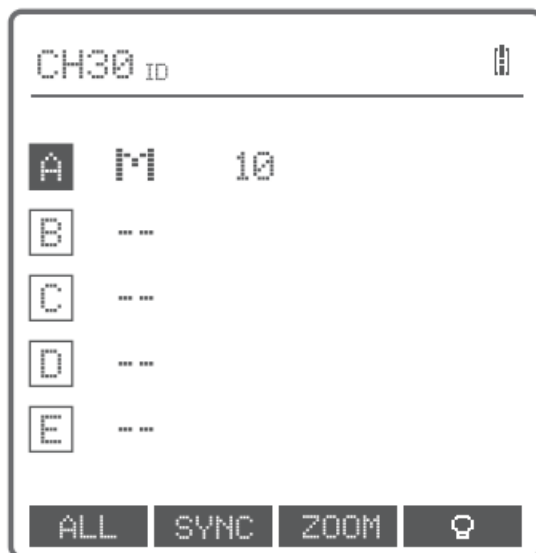 CH30 ID
A M 10
B --
C --
D --
E --
ALL SYNC ZOOM